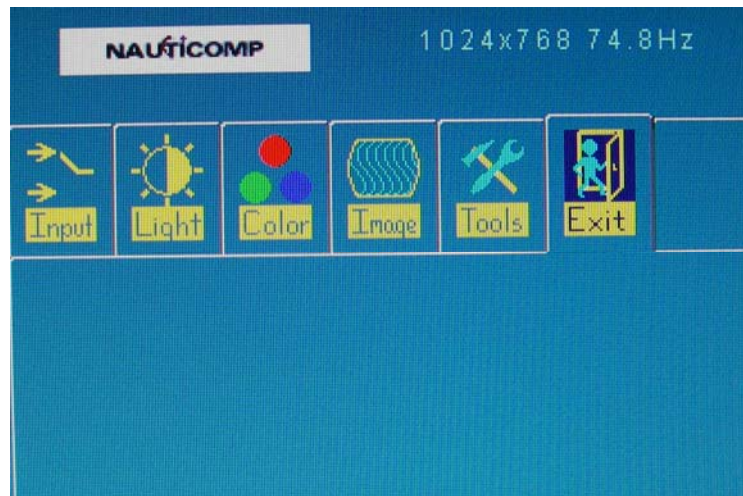 NAUTICOMP
1024x768 74.8Hz
Input
Light
Color
Image
Tools
Exit